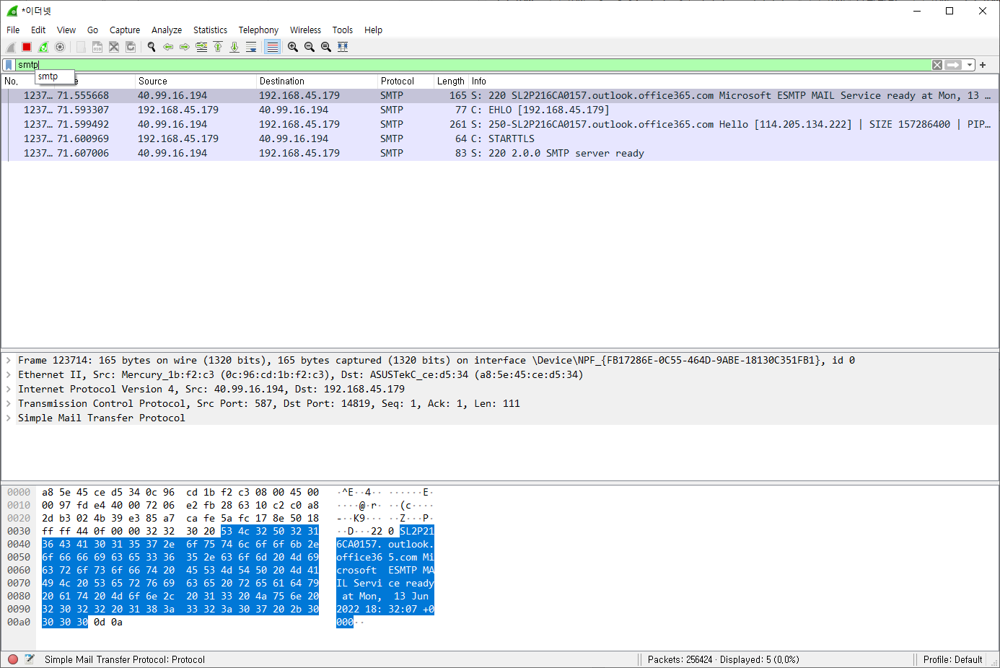 *이더넷
File Edit View Go Capture Analyze Statistics Telephony Wireless Tools Help
smtp
smtp
No. Source Destination Protocol Length Info
1237… 71.555668 40.99.16.194 192.168.45.179 SMTP 165 S: 220 SL2P216CA0157.outlook.office365.com Microsoft ESMTP MAIL Service ready at Mon, 13 …
1237… 71.593307 192.168.45.179 40.99.16.194 SMTP 77 C: EHLO [192.168.45.179]
1237… 71.599492 40.99.16.194 192.168.45.179 SMTP 261 S: 250-SL2P216CA0157.outlook.office365.com Hello [114.205.134.222] | SIZE 157286400 | PIP…
1237… 71.600969 192.168.45.179 40.99.16.194 SMTP 64 C: STARTTLS
1237… 71.607006 40.99.16.194 192.168.45.179 SMTP 83 S: 220 2.0.0 SMTP server ready
Frame 123714: 165 bytes on wire (1320 bits), 165 bytes captured (1320 bits) on interface \Device\NPF_{FB17286E-0C55-464D-9ABE-18130C351FB1}, id 0
Ethernet II, Src: Mercury_1b:f2:c3 (0c:96:cd:1b:f2:c3), Dst: ASUSTekC_ce:d5:34 (a8:5e:45:ce:d5:34)
Internet Protocol Version 4, Src: 40.99.16.194, Dst: 192.168.45.179
Transmission Control Protocol, Src Port: 587, Dst Port: 14819, Seq: 1, Ack: 1, Len: 111
Simple Mail Transfer Protocol
0000 a8 5e 45 ce d5 34 0c 96 cd 1b f2 c3 08 00 45 00 ·^E··4·· ······E·
0010 00 97 fd e4 40 00 72 06 e2 fb 28 63 10 c2 c0 a8 ····@·r· ··(c····
0020 2d b3 02 4b 39 e3 85 a7 ca fe 5a fc 17 8e 50 18 -··K9··· ··Z···P·
0030 ff ff 44 0f 00 00 32 32 30 20 53 4c 32 50 32 31 ··D···22 0 SL2P21
0040 36 43 41 30 31 35 37 2e 6f 75 74 6c 6f 6f 6b 2e 6CA0157. outlook.
0050 6f 66 66 69 63 65 33 36 35 2e 63 6f 6d 20 4d 69 office36 5.com Mi
0060 63 72 6f 73 6f 66 74 20 45 53 4d 54 50 20 4d 41 crosoft  ESMTP MA
0070 49 4c 20 53 65 72 76 69 63 65 20 72 65 61 64 79 IL Servi ce ready
0080 20 61 74 20 4d 6f 6e 2c 20 31 33 20 4a 75 6e 20 at Mon,  13 Jun
0090 32 30 32 32 20 31 38 3a 33 32 3a 30 37 20 2b 30 2022 18: 32:07 +0
00a0 30 30 30 0d 0a 000··
Simple Mail Transfer Protocol: Protocol Packets: 256424 · Displayed: 5 (0.0%) Profile: Default